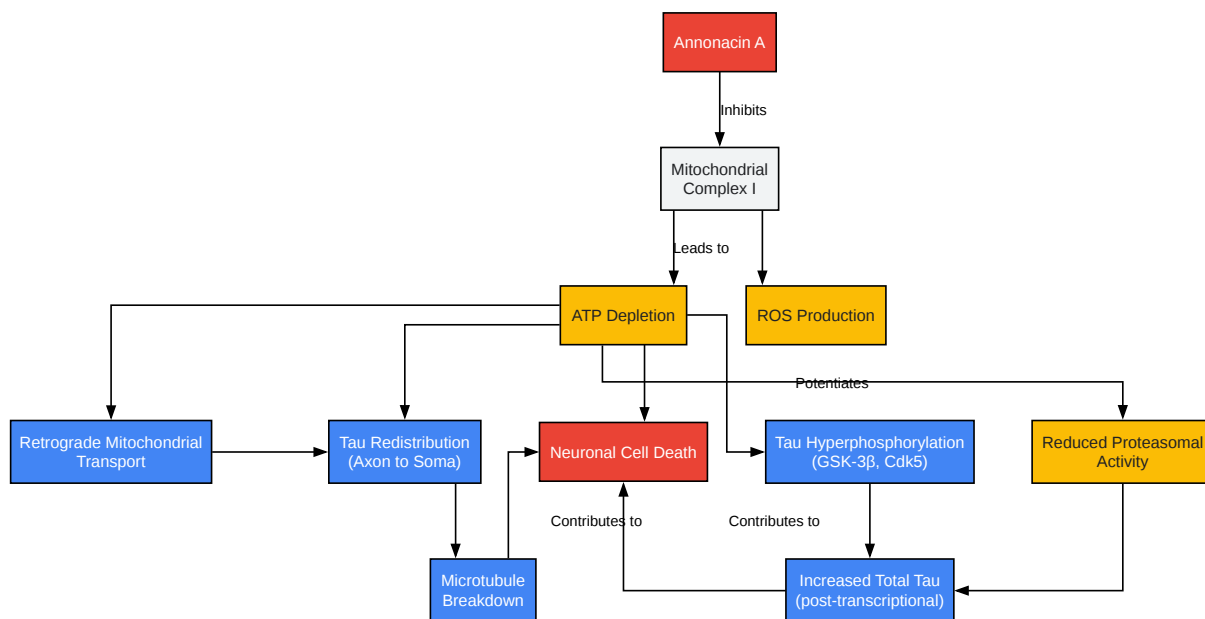 Annonacin A
Inhibits
Mitochondrial
Complex I
Leads to
ATP Depletion
ROS Production
Potentiates
Retrograde Mitochondrial
Transport
Tau Redistribution
(Axon to Soma)
Neuronal Cell Death
Tau Hyperphosphorylation
(GSK-3β, Cdk5)
Reduced Proteasomal
Activity
Contributes to
Contributes to
Microtubule
Breakdown
Increased Total Tau
(post-transcriptional)